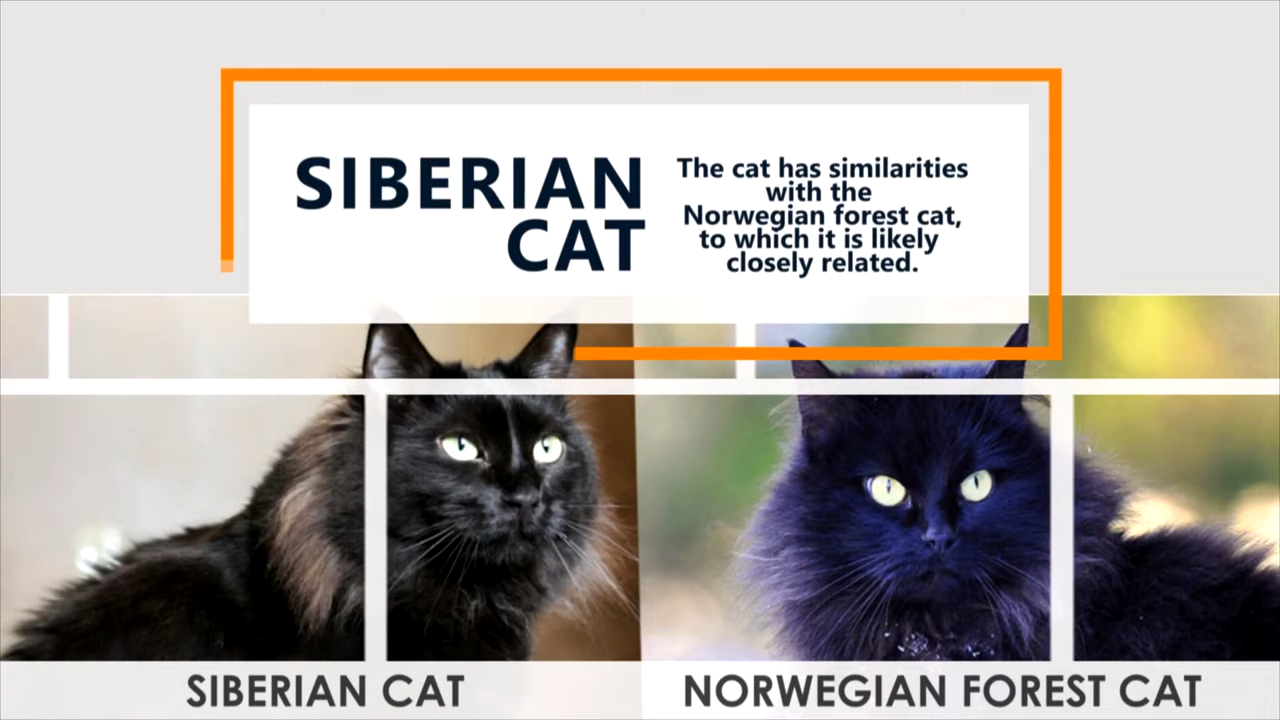 SIBERIAN
CAT
The cat has similarities
with the
Norwegian forest cat,
to which it is likely
closely related.
SIBERIAN CAT
NORWEGIAN FOREST CAT